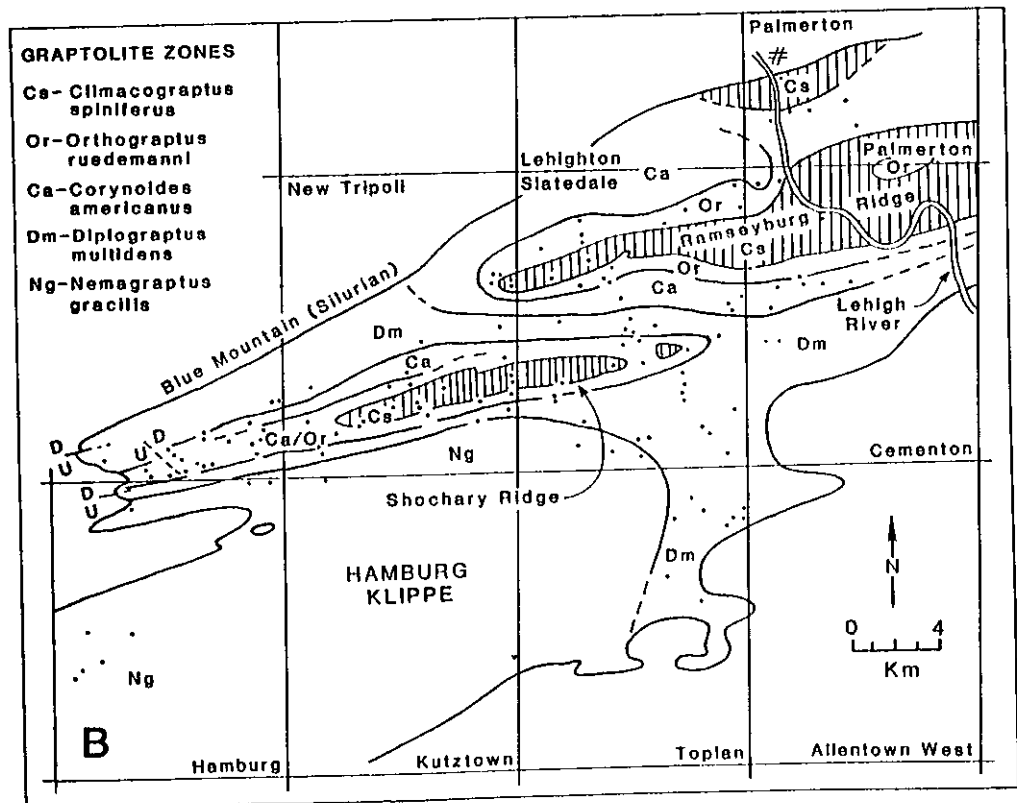 GRAPTOLITE ZONES
Cs-Climacograptus
spiniferus
Or-Orthograptus
ruedemanni
Ca-Corynoides
americanus
Dm-Diplograptus
multidens
Ng-Nemagraptus
gracilis
Palmerton
#
Cs
New Tripoli
Lehighton
Slatedale
Ca
Palmerton
Or
Ridge
Or
Ramseyburg
Cs
Or
Ca
Lehigh
River
Blue Mountain (Silurian)
Dm
Dm
Ca
Cs
Ca/Or
Ng
D
U
D
U
D
U
Cementon
Shochary Ridge
HAMBURG
KLIPPE
Dm
N
0 4
Km
Ng
B
Hamburg
Kutztown
Topton
Allentown West